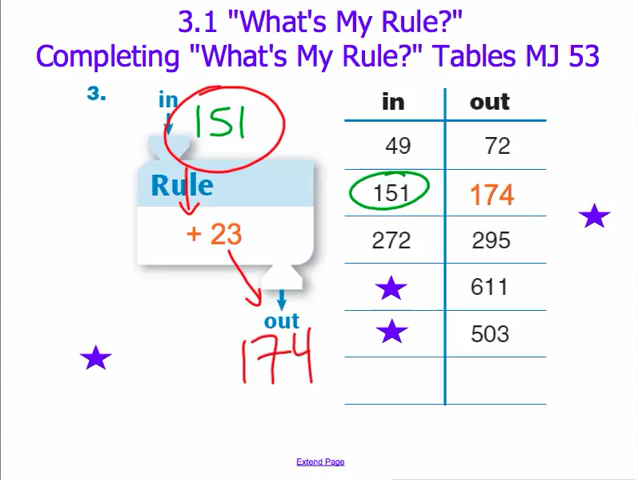 3.1 "What's My Rule?"
Completing "What's My Rule?" Tables MJ 53
3.
in
151
Rule
+ 23
out
174
in out
49 72
151 174
272 295
611
503
Extend Page